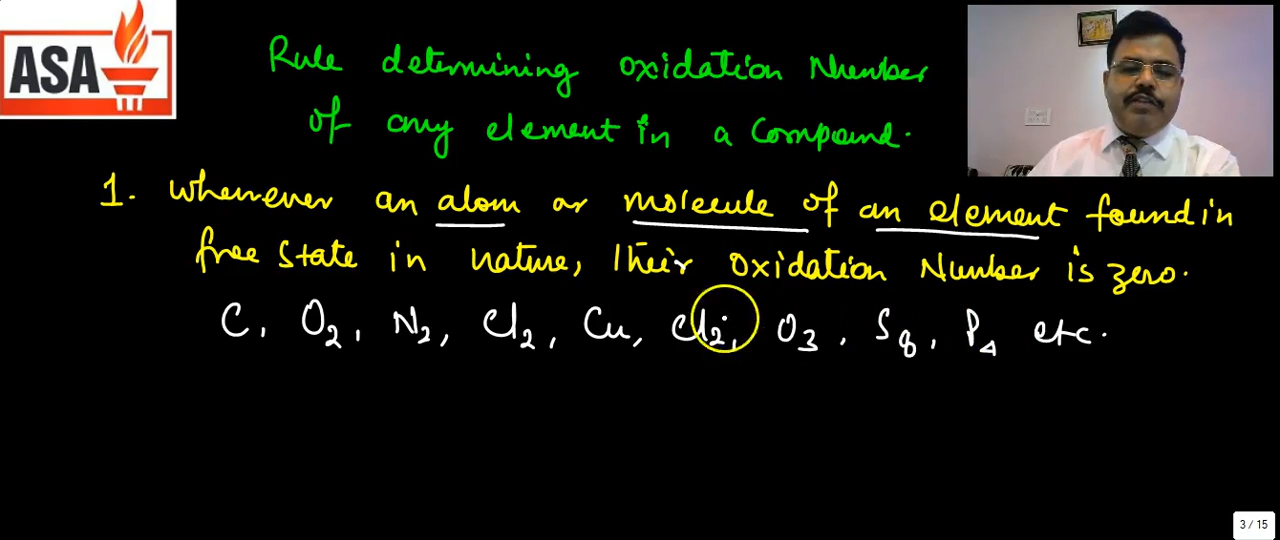 ASA
Rule determining oxidation Number
of any element in a Compound.
1. Whenever an atom or molecule of an element found in
free state in nature, their oxidation Number is zero.
C, O₂, N₂, Cl₂, Cu, Cl₂, O₃, S₈, P₄ etc.
3 / 15